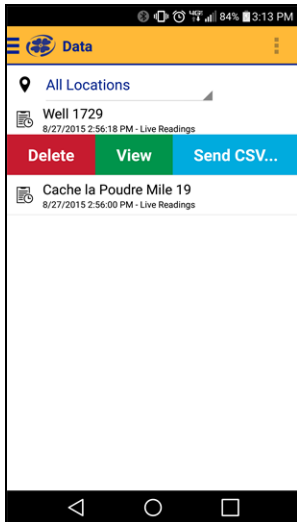 84% 3:13 PM
Data
All Locations
Well 1729
8/27/2015 2:56:18 PM - Live Readings
Delete View Send CSV...
Cache la Poudre Mile 19
8/27/2015 2:56:00 PM - Live Readings